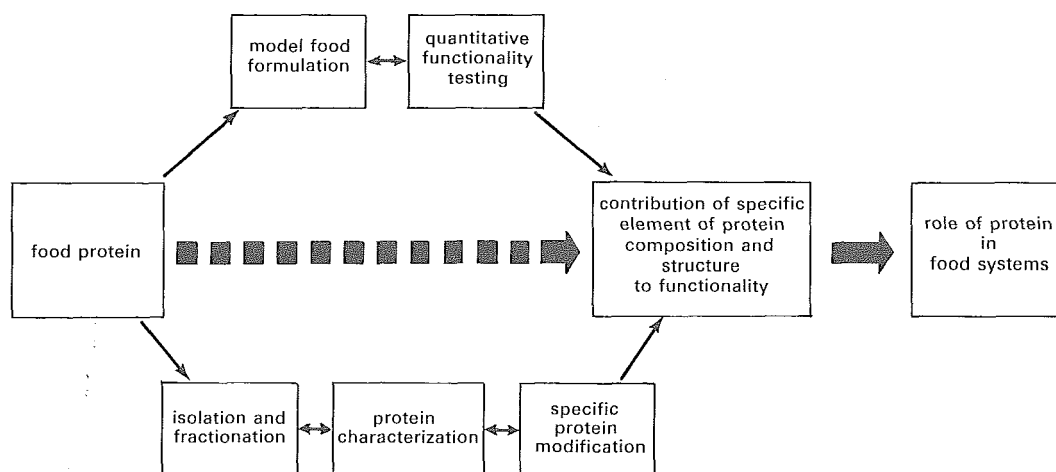 model food
formulation
quantitative
functionality
testing
food protein
contribution of specific
element of protein
composition and
structure
to functionality
role of protein
in
food systems
isolation and
fractionation
protein
characterization
specific
protein
modification